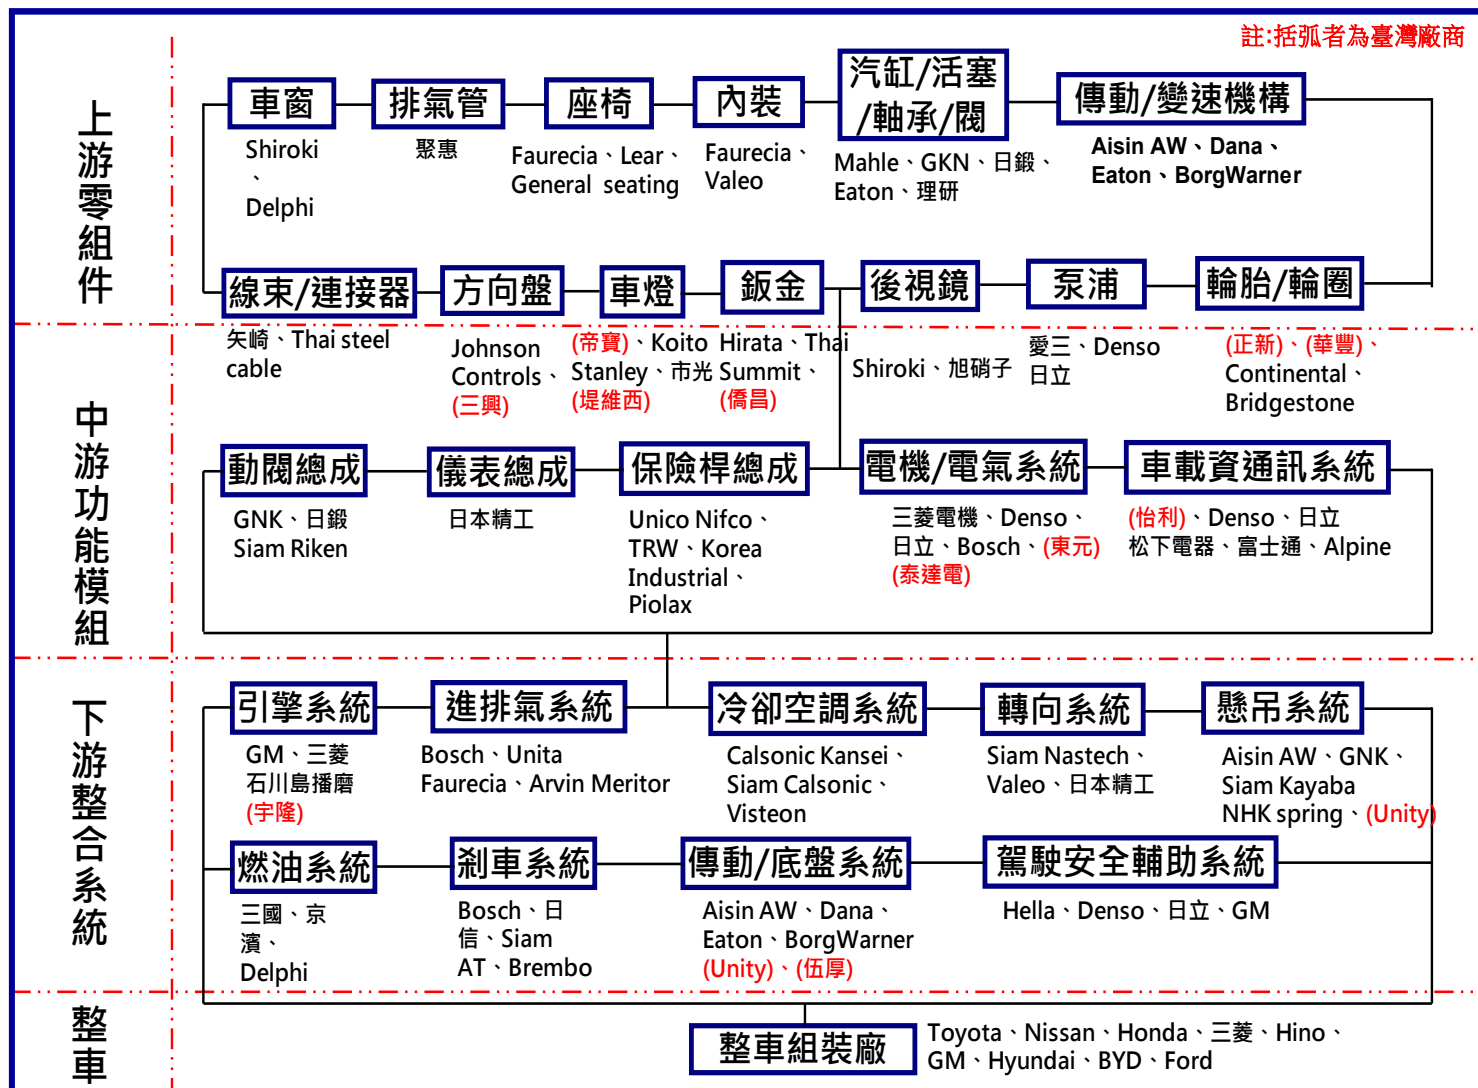 註:括弧者為臺灣廠商
上游零組件
車窗
Shiroki
、
Delphi
排氣管
聚惠
座椅
Faurecia、Lear、
General seating
內裝
Faurecia、
Valeo
汽缸/活塞
/軸承/閥
Mahle、GKN、日鍛、
Eaton、理研
傳動/變速機構
Aisin AW、Dana、
Eaton、BorgWarner
線束/連接器
矢崎、Thai steel
cable
方向盤
Johnson
Controls、
(三興)
車燈
(帝寶)、Koito
Stanley、市光
(堤維西)
鈑金
Hirata、Thai
Summit、
(僑昌)
後視鏡
Shiroki、旭硝子
泵浦
愛三、Denso
日立
輪胎/輪圈
(正新)、(華豐)、
Continental、
Bridgestone
中游功能模組
動閥總成
GNK、日鍛
Siam Riken
儀表總成
日本精工
保險桿總成
Unico Nifco、
TRW、Korea
Industrial、
Piolax
電機/電氣系統
三菱電機、Denso、
日立、Bosch、(東元)
(泰達電)
車載資通訊系統
(怡利)、Denso、日立
松下電器、富士通、Alpine
下游整合系統
引擎系統
GM、三菱
石川島播磨
(宇隆)
進排氣系統
Bosch、Unita
Faurecia、Arvin Meritor
冷卻空調系統
Calsonic Kansei、
Siam Calsonic、
Visteon
轉向系統
Siam Nastech、
Valeo、日本精工
懸吊系統
Aisin AW、GNK、
Siam Kayaba
NHK spring、(Unity)
燃油系統
三國、京
濱、
Delphi
剎車系統
Bosch、日
信、Siam
AT、Brembo
傳動/底盤系統
Aisin AW、Dana、
Eaton、BorgWarner
(Unity)、(伍厚)
駕駛安全輔助系統
Hella、Denso、日立、GM
整車
整車組裝廠
Toyota、Nissan、Honda、三菱、Hino、
GM、Hyundai、BYD、Ford